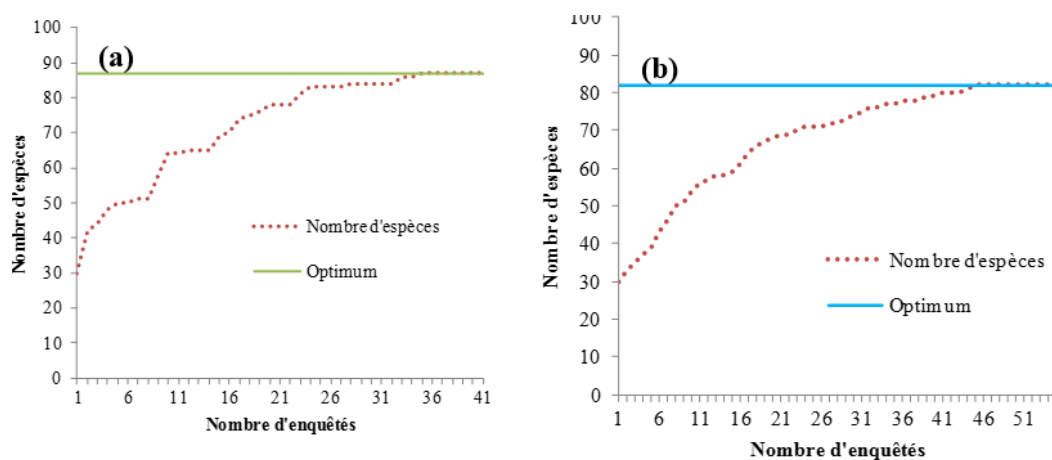 (a)
100
90
80
70
60
50
40
30
20
10
0
Nombre d'espèces
Nombre d'espèces
Optimum
1 6 11 16 21 26 31 36 41
Nombre d'enquêtés
(b)
100
90
80
70
60
50
40
30
20
10
0
Nombre d'espèces
Nombre d'espèces
Optimum
1 6 11 16 21 26 31 36 41 46 51
Nombre d'enquêtés